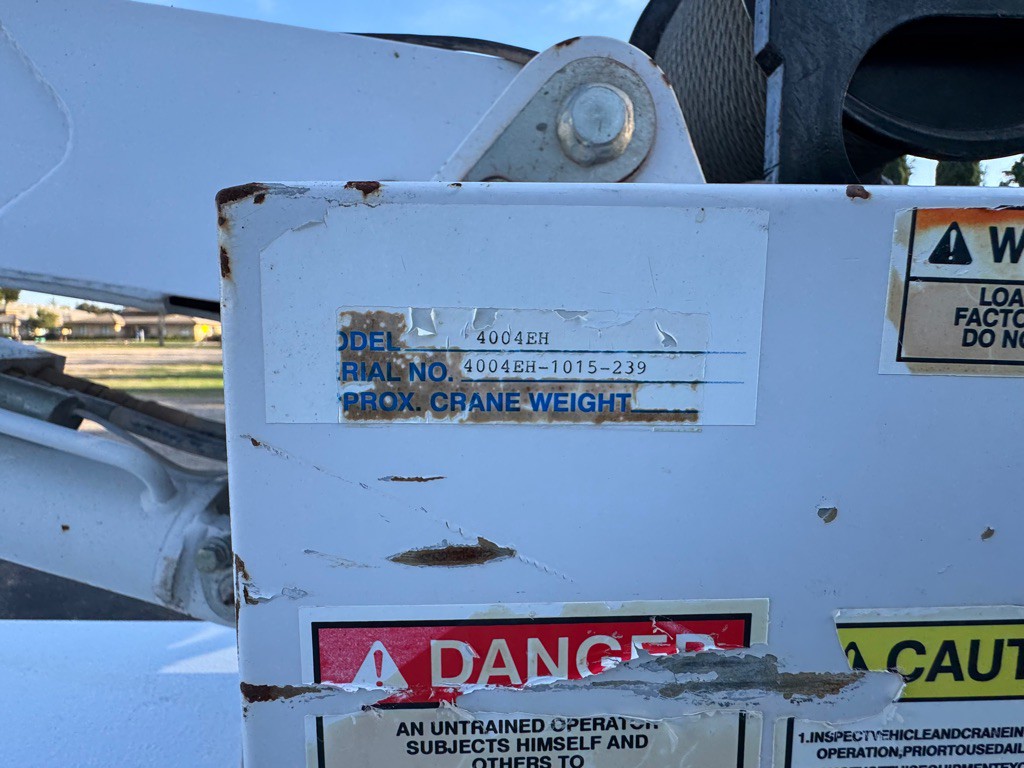 ODEL 4004EH
RIAL NO. 4004EH-1015-239
PROX. CRANE WEIGHT
W
LOA
FACTO
DO NO
DANGER
AN UNTRAINED OPERATOR
SUBJECTS HIMSELF AND
OTHERS TO
CAUT
1.INSPECTVEHICLEANDCRANEIN
OPERATION,PRIORTOUSEDAIL